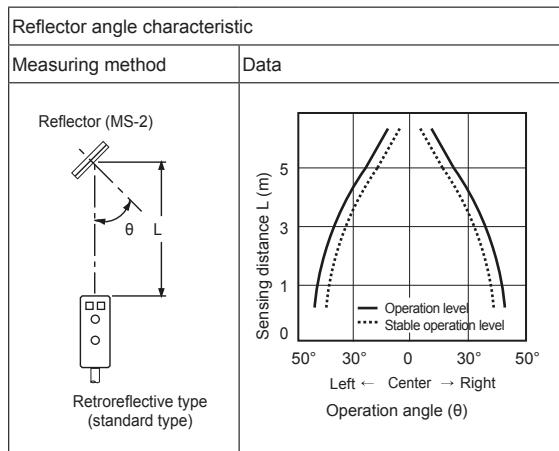 Reflector angle characteristic
Measuring method
Data
Reflector (MS-2)
θ
L
Retroreflective type
(standard type)
Sensing distance L (m)
5
3
1
0
Operation level
Stable operation level
50° 30° 0 30° 50°
Left ← Center → Right
Operation angle (θ)